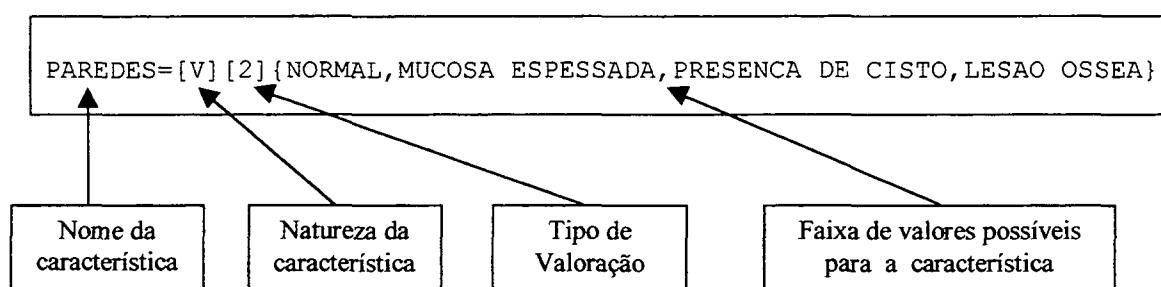 PAREDES=[V][2]{NORMAL,MUCOSA ESPESSADA,PRESENCA DE CISTO,LESAO OSSEA}
Nome da
característica
Natureza da
característica
Tipo de
Valoração
Faixa de valores possíveis
para a característica